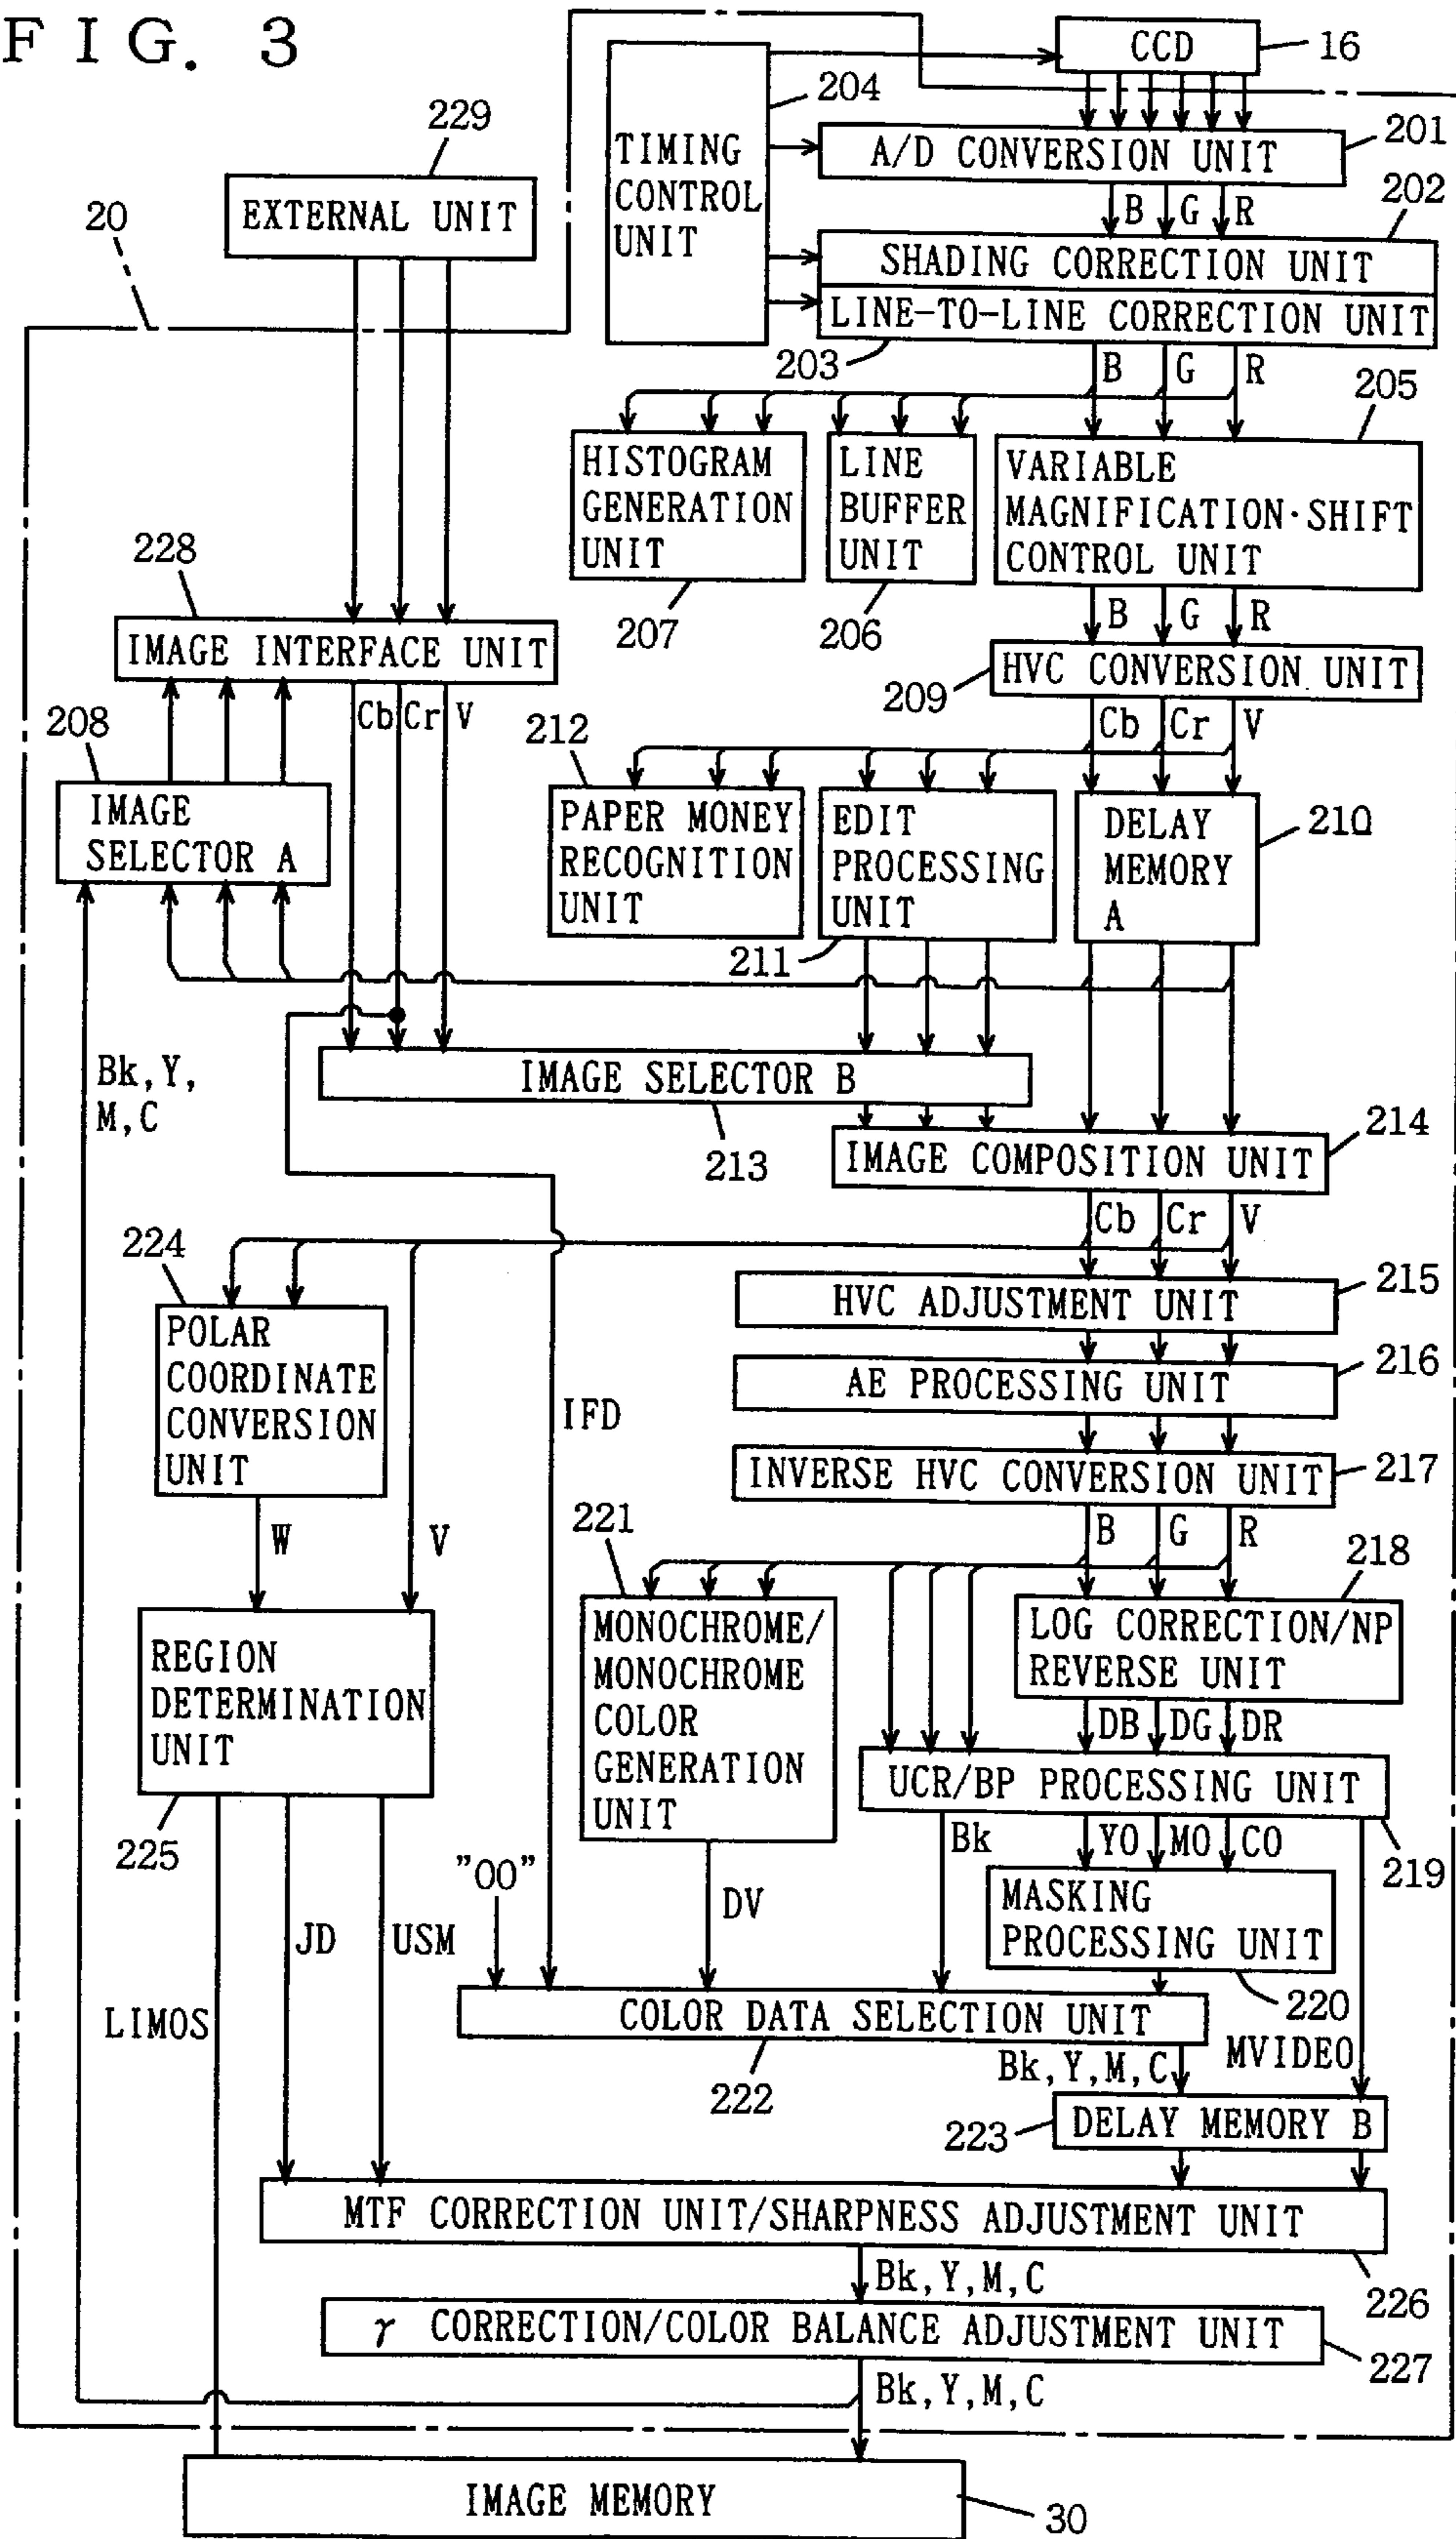 FIG. 3
CCD
16
204
229
TIMING
CONTROL
UNIT
A/D CONVERSION UNIT
201
B G R
202
20
EXTERNAL UNIT
SHADING CORRECTION UNIT
LINE-TO-LINE CORRECTION UNIT
203
B G R
205
HISTOGRAM
GENERATION
UNIT
LINE
BUFFER
UNIT
VARIABLE
MAGNIFICATION·SHIFT
CONTROL UNIT
228
207
206
B G R
IMAGE INTERFACE UNIT
209
HVC CONVERSION UNIT
208
Cb Cr V
212
Cb Cr V
IMAGE
SELECTOR A
PAPER MONEY
RECOGNITION
UNIT
EDIT
PROCESSING
UNIT
DELAY
MEMORY
A
210
211
Bk, Y,
M, C
IMAGE SELECTOR B
213
IMAGE COMPOSITION UNIT
214
Cb Cr V
224
HVC ADJUSTMENT UNIT
215
POLAR
COORDINATE
CONVERSION
UNIT
AE PROCESSING UNIT
216
IFD
INVERSE HVC CONVERSION UNIT
217
W
V
221
B G R
218
REGION
DETERMINATION
UNIT
MONOCHROME/
MONOCHROME
COLOR
GENERATION
UNIT
LOG CORRECTION/NP
REVERSE UNIT
DB DG DR
UCR/BP PROCESSING UNIT
225
Bk
YO MO CO
219
"00"
DV
MASKING
PROCESSING UNIT
JD
USM
220
LIMOS
COLOR DATA SELECTION UNIT
222
Bk, Y, M, C
MVIDEO
223
DELAY MEMORY B
MTF CORRECTION UNIT/SHARPNESS ADJUSTMENT UNIT
Bk, Y, M, C
226
γ CORRECTION/COLOR BALANCE ADJUSTMENT UNIT
227
Bk, Y, M, C
IMAGE MEMORY
30